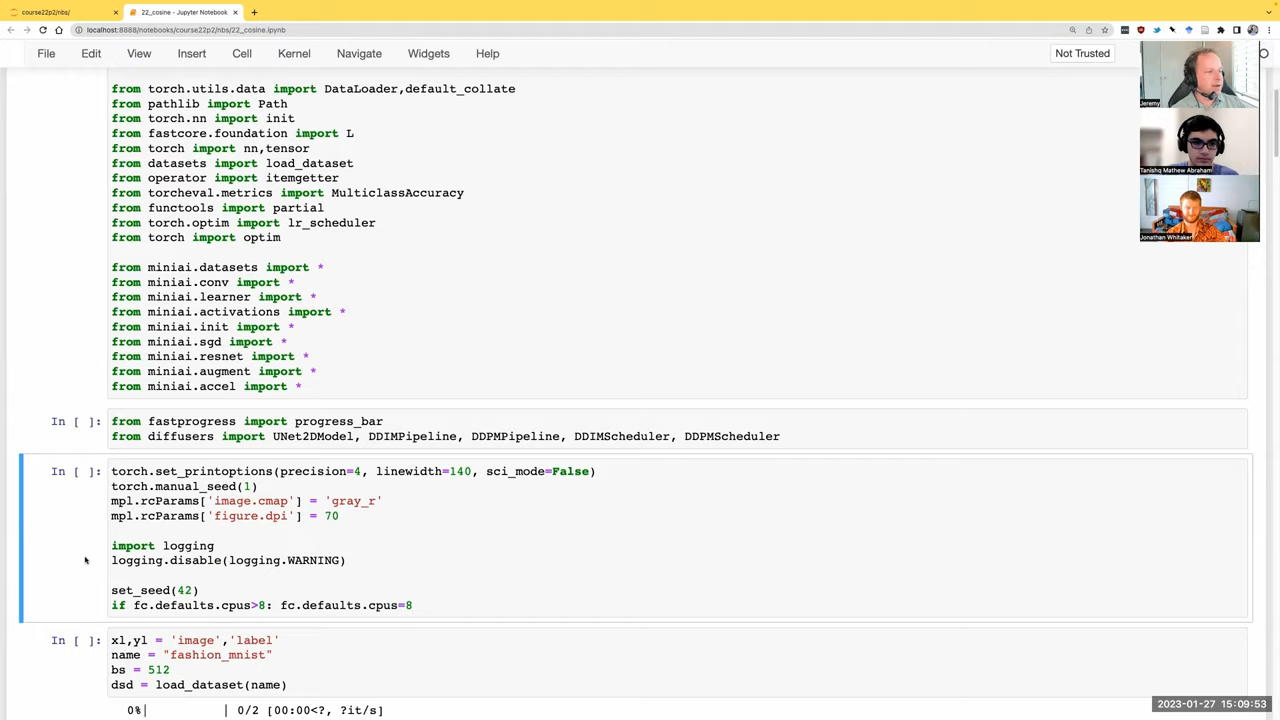 course22p2/nbs/
22_cosine - Jupyter Notebook
localhost:8888/notebooks/course22p2/nbs/22_cosine.ipynb
File Edit View Insert Cell Kernel Navigate Widgets Help
Not Trusted
from torch.utils.data import DataLoader,default_collate
from pathlib import Path
from torch.nn import init
from fastcore.foundation import L
from torch import nn,tensor
from datasets import load_dataset
from operator import itemgetter
from torcheval.metrics import MulticlassAccuracy
from functools import partial
from torch.optim import lr_scheduler
from torch import optim
from miniai.datasets import *
from miniai.conv import *
from miniai.learner import *
from miniai.activations import *
from miniai.init import *
from miniai.sgd import *
from miniai.resnet import *
from miniai.augment import *
from miniai.accel import *
In [ ]: from fastprogress import progress_bar
from diffusers import UNet2DModel, DDIMPipeline, DDPMPipeline, DDIMScheduler, DDPMScheduler
In [ ]: torch.set_printoptions(precision=4, linewidth=140, sci_mode=False)
torch.manual_seed(1)
mpl.rcParams['image.cmap'] = 'gray_r'
mpl.rcParams['figure.dpi'] = 70
import logging
logging.disable(logging.WARNING)
set_seed(42)
if fc.defaults.cpus>8: fc.defaults.cpus=8
In [ ]: xl,yl = 'image','label'
name = "fashion_mnist"
bs = 512
dsd = load_dataset(name)
0%| | 0/2 [00:00<?, ?it/s]
Jeremy
Tanishq Mathew Abraham
Jonathan Whitaker
2023-01-27 15:09:53